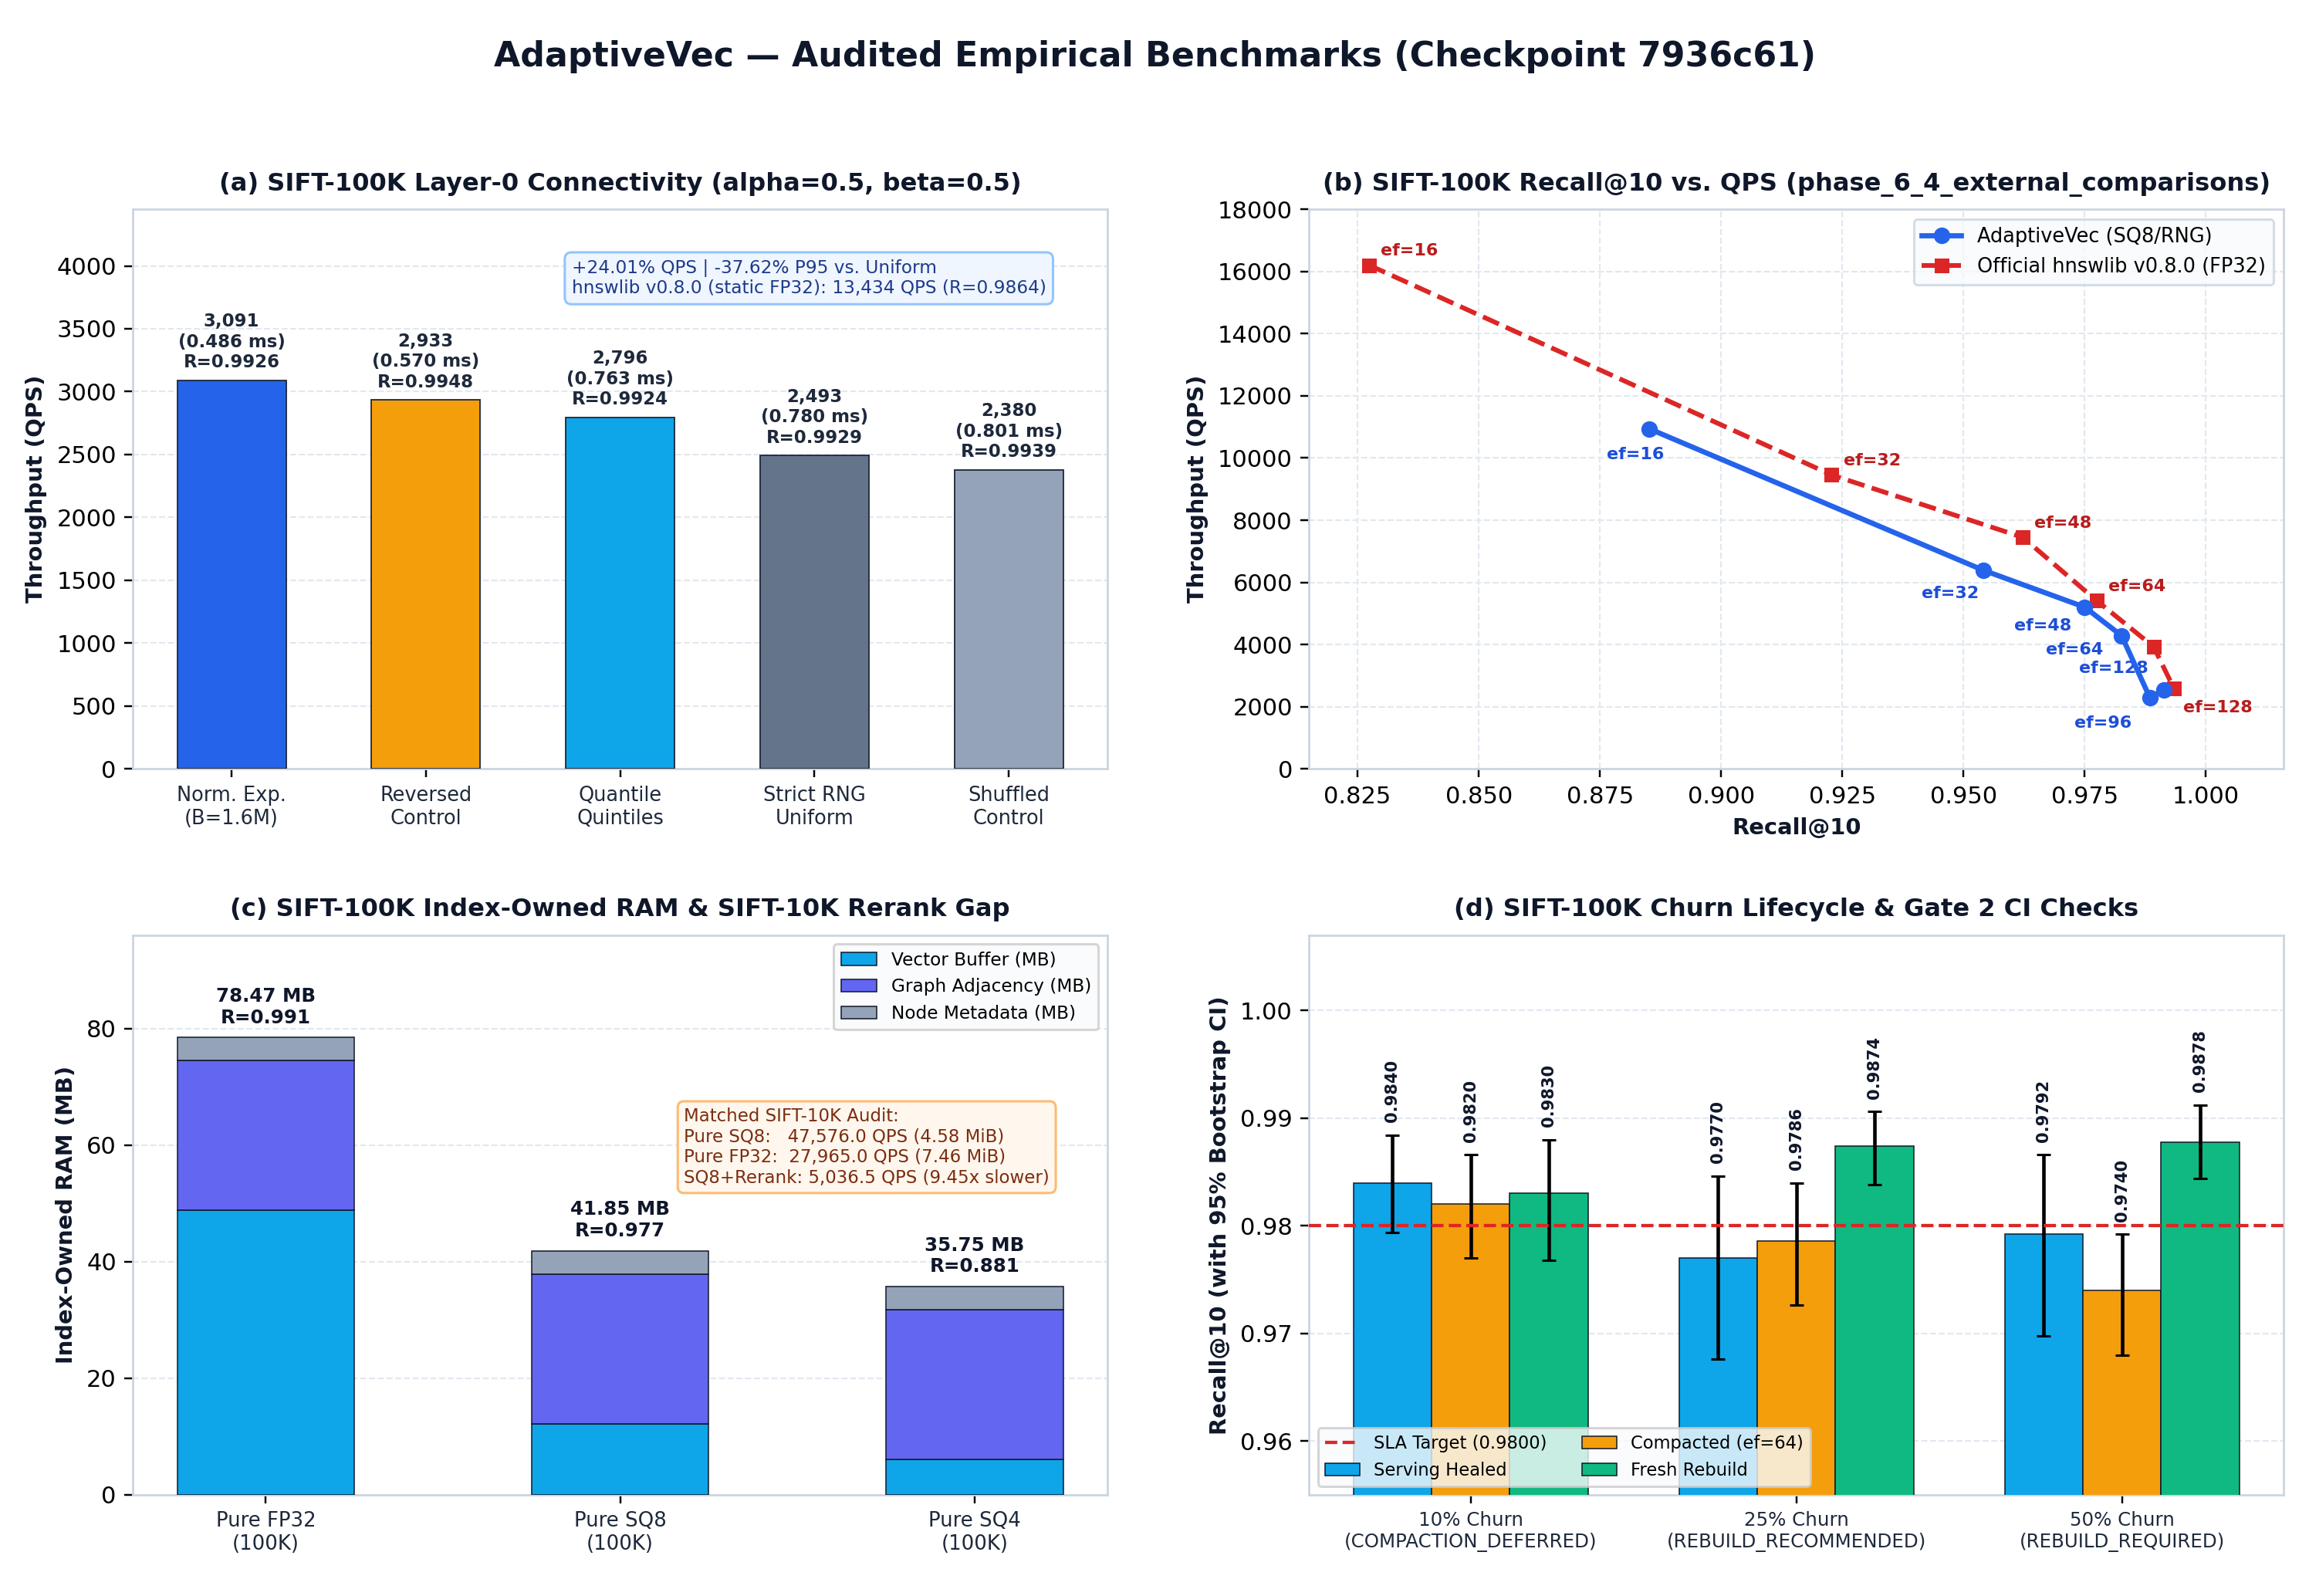 AdaptiveVec — Audited Empirical Benchmarks (Checkpoint 7936c61)
(a) SIFT-100K Layer-0 Connectivity (alpha=0.5, beta=0.5)
Throughput (QPS)
4000
3500
3000
2500
2000
1500
1000
500
0
+24.01% QPS | -37.62% P95 vs. Uniform
hnswlib v0.8.0 (static FP32): 13,434 QPS (R=0.9864)
3,091
(0.486 ms)
R=0.9926
2,933
(0.570 ms)
R=0.9948
2,796
(0.763 ms)
R=0.9924
2,493
(0.780 ms)
R=0.9929
2,380
(0.801 ms)
R=0.9939
Norm. Exp.
(B=1.6M)
Reversed
Control
Quantile
Quintiles
Strict RNG
Uniform
Shuffled
Control
(b) SIFT-100K Recall@10 vs. QPS (phase_6_4_external_comparisons)
Throughput (QPS)
18000
16000
14000
12000
10000
8000
6000
4000
2000
0
AdaptiveVec (SQ8/RNG)
Official hnswlib v0.8.0 (FP32)
ef=16
ef=32
ef=48
ef=64
ef=128
ef=16
ef=32
ef=48
ef=64
ef=128
ef=96
0.825 0.850 0.875 0.900 0.925 0.950 0.975 1.000
Recall@10
(c) SIFT-100K Index-Owned RAM & SIFT-10K Rerank Gap
Index-Owned RAM (MB)
80
60
40
20
0
Vector Buffer (MB)
Graph Adjacency (MB)
Node Metadata (MB)
78.47 MB
R=0.991
Matched SIFT-10K Audit:
Pure SQ8: 47,576.0 QPS (4.58 MiB)
Pure FP32: 27,965.0 QPS (7.46 MiB)
SQ8+Rerank: 5,036.5 QPS (9.45x slower)
41.85 MB
R=0.977
35.75 MB
R=0.881
Pure FP32
(100K)
Pure SQ8
(100K)
Pure SQ4
(100K)
(d) SIFT-100K Churn Lifecycle & Gate 2 CI Checks
Recall@10 (with 95% Bootstrap CI)
1.00
0.99
0.98
0.97
0.96
0.9840
0.9820
0.9830
0.9770
0.9786
0.9874
0.9792
0.9740
0.9878
SLA Target (0.9800)
Serving Healed
Compacted (ef=64)
Fresh Rebuild
10% Churn
(COMPACTION_DEFERRED)
25% Churn
(REBUILD_RECOMMENDED)
50% Churn
(REBUILD_REQUIRED)